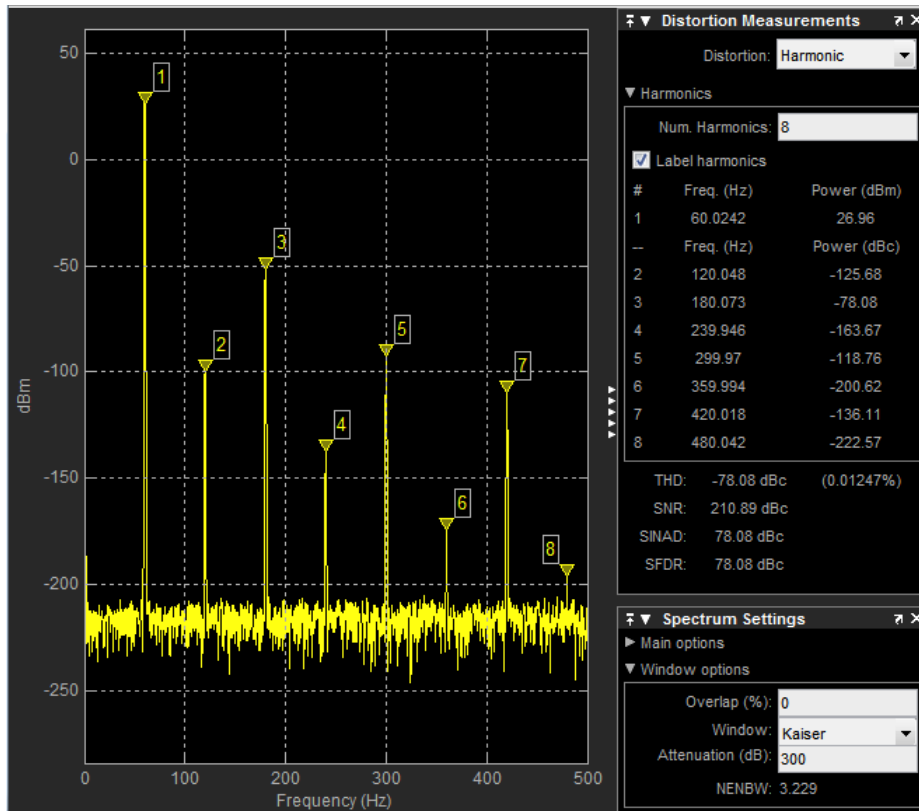 50
0
-50
-100
-150
-200
-250
dBm
0 100 200 300 400 500
Frequency (Hz)
1
2
3
4
5
6
7
8
Distortion Measurements
Distortion: Harmonic
Harmonics
Num. Harmonics: 8
Label harmonics
# Freq. (Hz) Power (dBm)
1 60.0242 26.96
-- Freq. (Hz) Power (dBc)
2 120.048 -125.68
3 180.073 -78.08
4 239.946 -163.67
5 299.97 -118.76
6 359.994 -200.62
7 420.018 -136.11
8 480.042 -222.57
THD: -78.08 dBc (0.01247%)
SNR: 210.89 dBc
SINAD: 78.08 dBc
SFDR: 78.08 dBc
Spectrum Settings
Main options
Window options
Overlap (%): 0
Window: Kaiser
Attenuation (dB): 300
NENBW: 3.229